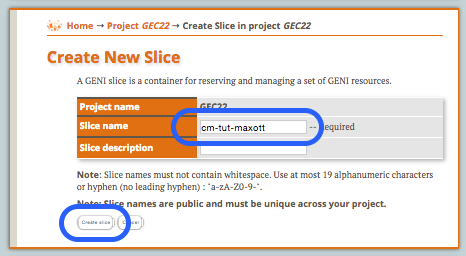 Home → Project GEC22 → Create Slice in project GEC22
Create New Slice
A GENI slice is a container for reserving and managing a set of GENI resources.
Project name GEC22
Slice name cm-tut-maxott -- required
Slice description
Note: Slice names must not contain whitespace. Use at most 19 alphanumeric characters
or hyphen (no leading hyphen) : "a-zA-Z0-9-".
Note: Slice names are public and must be unique across your project.
Create slice Cancel